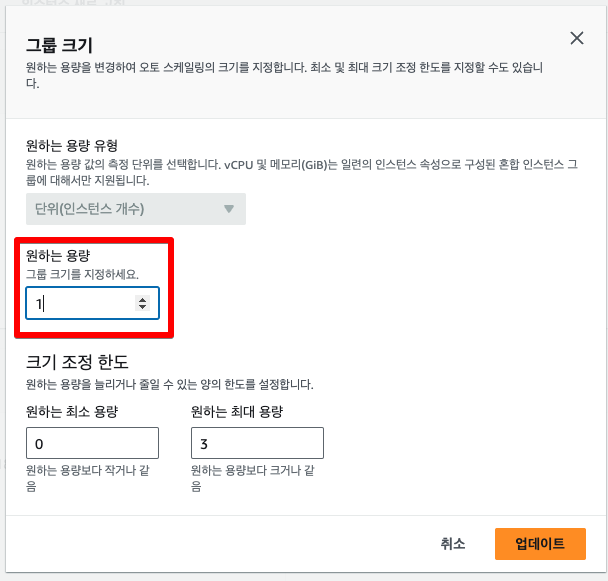 그룹 크기
원하는 용량을 변경하여 오토 스케일링의 크기를 지정합니다. 최소 및 최대 크기 조정 한도를 지정할 수도 있습니
다.
원하는 용량 유형
원하는 용량 값의 측정 단위를 선택합니다. vCPU 및 메모리(GiB)는 일련의 인스턴스 속성으로 구성된 혼합 인스턴스 그
룹에 대해서만 지원됩니다.
단위(인스턴스 개수)
원하는 용량
그룹 크기를 지정하세요.
1
크기 조정 한도
원하는 용량을 늘리거나 줄일 수 있는 양의 한도를 설정합니다.
원하는 최소 용량
0
원하는 용량보다 작거나 같
음
원하는 최대 용량
3
원하는 용량보다 크거나 같
음
취소
업데이트